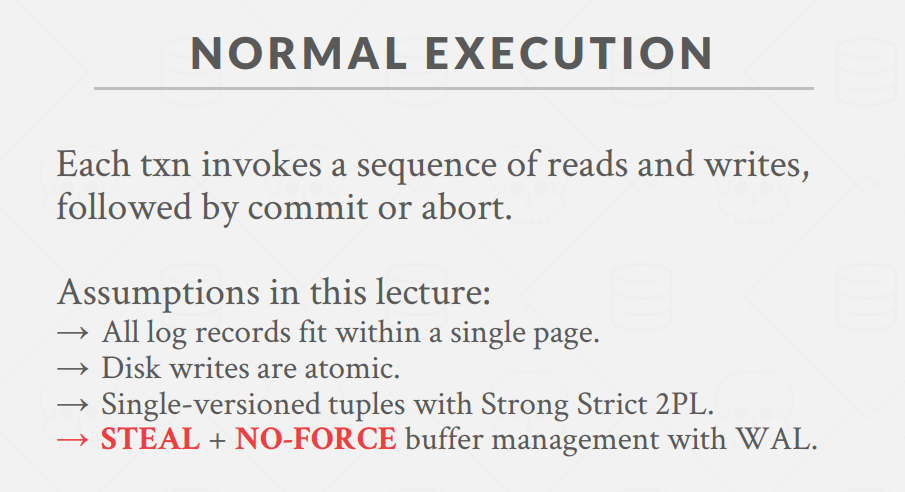 NORMAL EXECUTION
Each txn invokes a sequence of reads and writes,
followed by commit or abort.
Assumptions in this lecture:
→ All log records fit within a single page.
→ Disk writes are atomic.
→ Single-versioned tuples with Strong Strict 2PL.
→ STEAL + NO-FORCE buffer management with WAL.